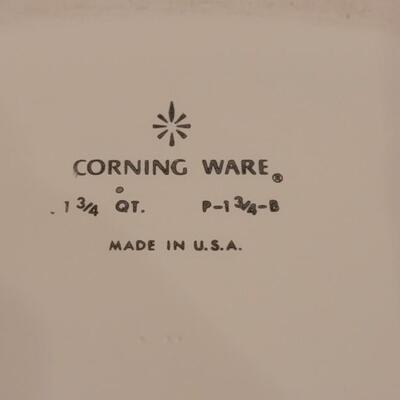 CORNING WARE®
1 3/4 QT. P-1 3/4-B
MADE IN U.S.A.